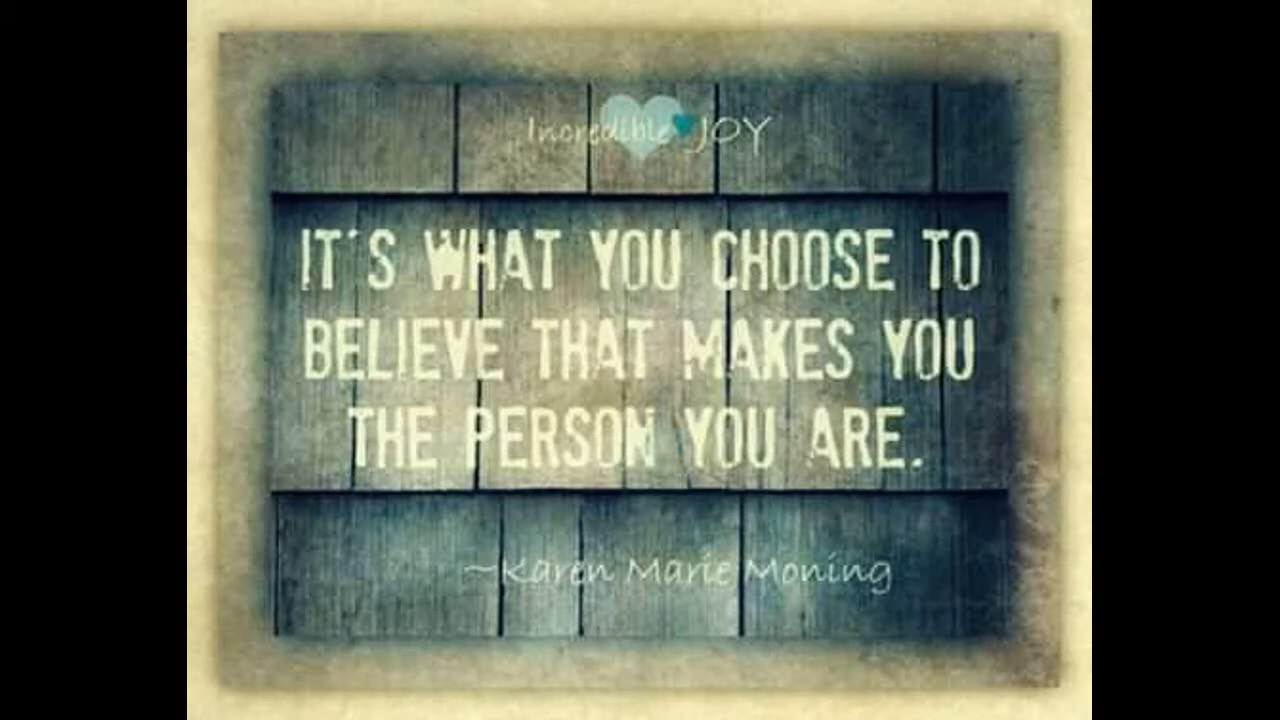 Incredible JOY
IT'S WHAT YOU CHOOSE TO
BELIEVE THAT MAKES YOU
THE PERSON YOU ARE.
~Karen Marie Moning